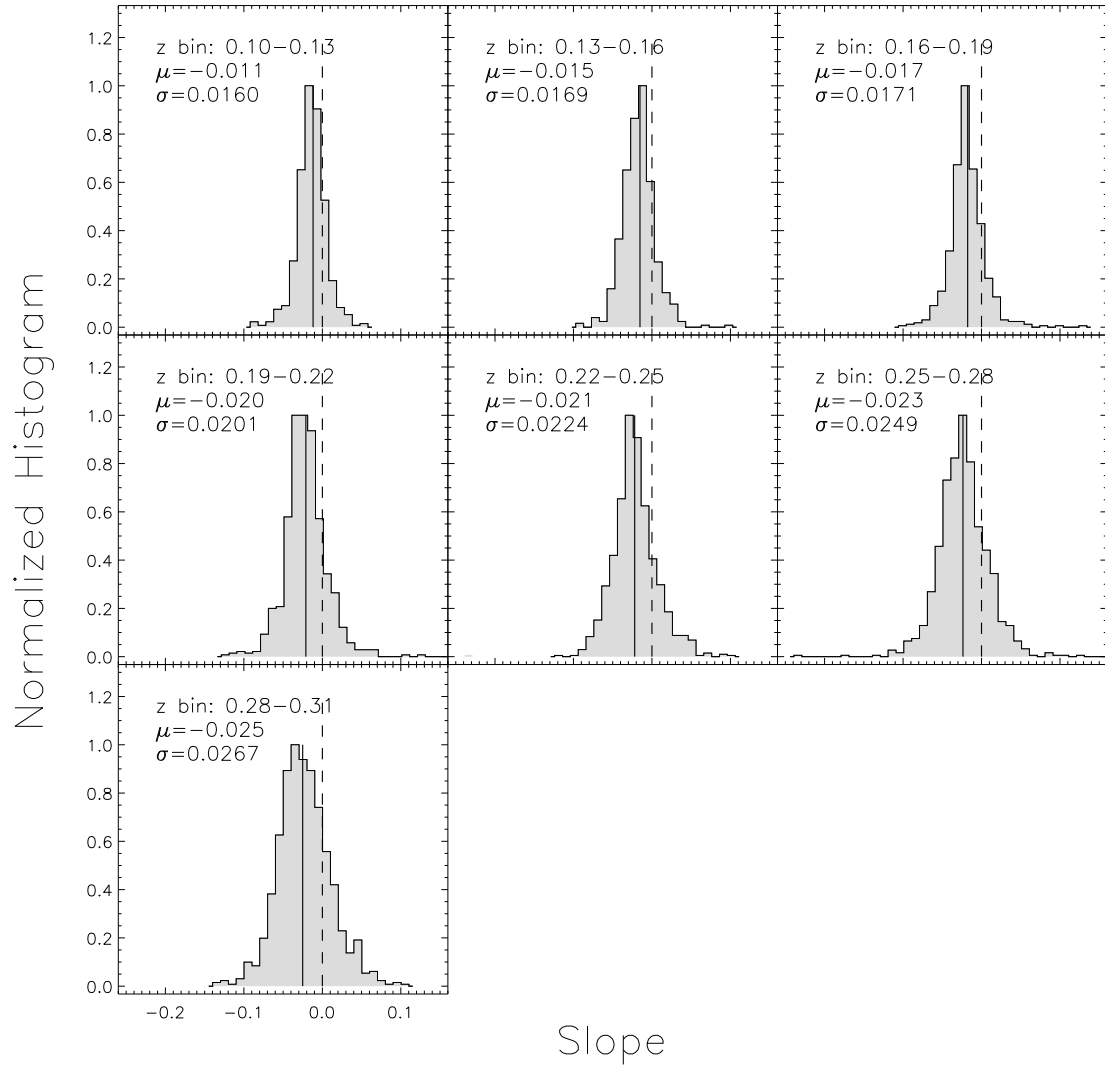 Normalized Histogram
z bin: 0.10−0.13
μ=−0.011
σ=0.0160
z bin: 0.13−0.16
μ=−0.015
σ=0.0169
z bin: 0.16−0.19
μ=−0.017
σ=0.0171
1.2
1.0
0.8
0.6
0.4
0.2
0.0
z bin: 0.19−0.22
μ=−0.020
σ=0.0201
z bin: 0.22−0.25
μ=−0.021
σ=0.0224
z bin: 0.25−0.28
μ=−0.023
σ=0.0249
1.2
1.0
0.8
0.6
0.4
0.2
0.0
z bin: 0.28−0.31
μ=−0.025
σ=0.0267
1.2
1.0
0.8
0.6
0.4
0.2
0.0
−0.2 −0.1 0.0 0.1
Slope